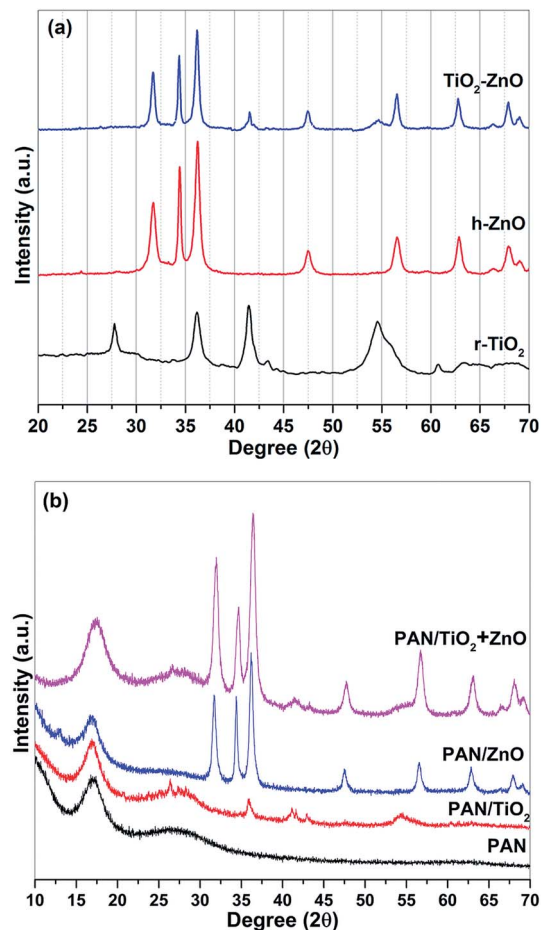 (a)
TiO₂-ZnO
h-ZnO
r-TiO₂
Intensity (a.u.)
20 25 30 35 40 45 50 55 60 65 70
Degree (2θ)
(b)
PAN/TiO₂+ZnO
PAN/ZnO
PAN/TiO₂
PAN
Intensity (a.u.)
10 15 20 25 30 35 40 45 50 55 60 65 70
Degree (2θ)